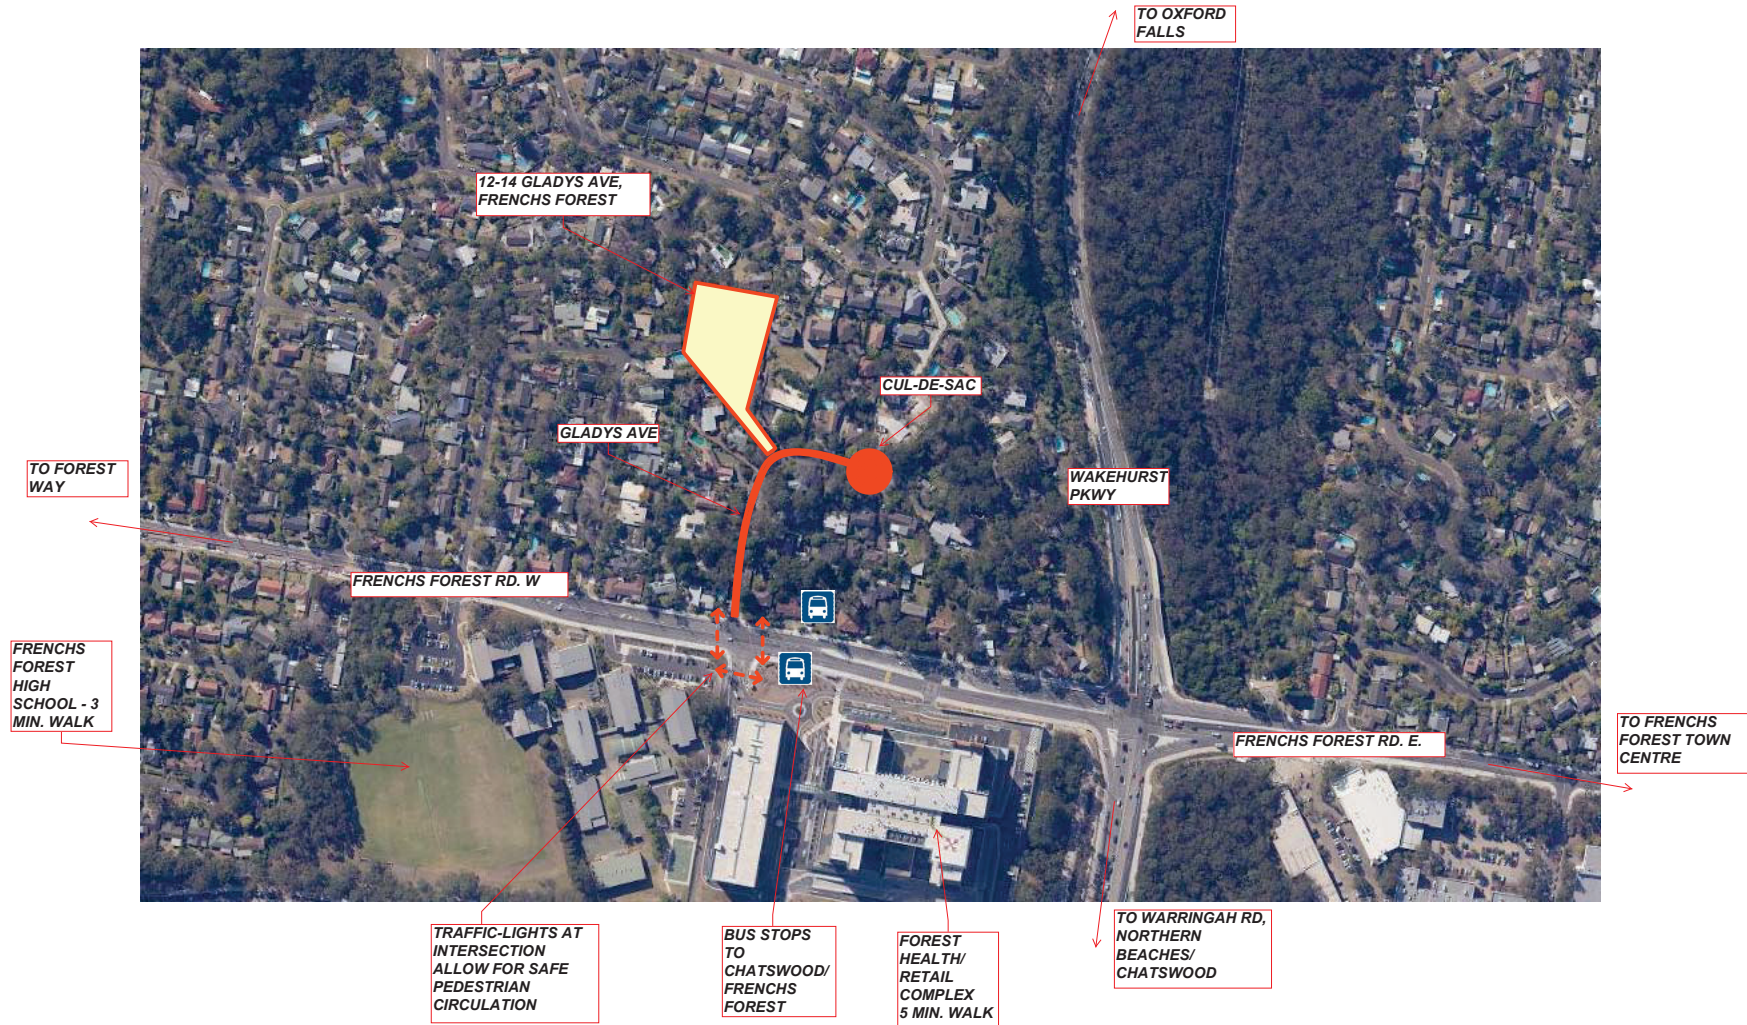 TO OXFORD
FALLS
12-14 GLADYS AVE,
FRENCHS FOREST
CUL-DE-SAC
GLADYS AVE
TO FOREST
WAY
WAKEHURST
PKWY
FRENCHS FOREST RD. W
FRENCHS
FOREST
HIGH
SCHOOL - 3
MIN. WALK
FRENCHS FOREST RD. E.
TO FRENCHS
FOREST TOWN
CENTRE
TRAFFIC-LIGHTS AT
INTERSECTION
ALLOW FOR SAFE
PEDESTRIAN
CIRCULATION
BUS STOPS
TO
CHATSWOOD/
FRENCHS
FOREST
FOREST
HEALTH/
RETAIL
COMPLEX
5 MIN. WALK
TO WARRINGAH RD,
NORTHERN
BEACHES/
CHATSWOOD